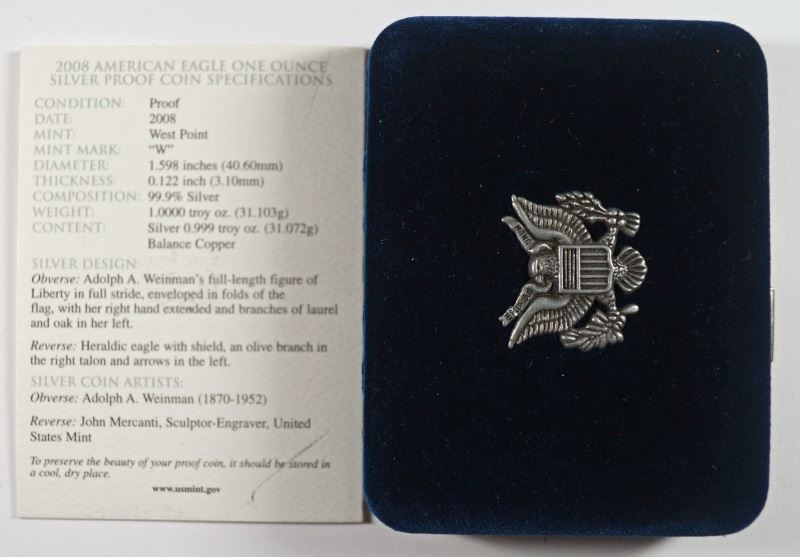 2008 AMERICAN EAGLE ONE OUNCE
SILVER PROOF COIN SPECIFICATIONS
CONDITION: Proof
DATE: 2008
MINT: West Point
MINT MARK: "W"
DIAMETER: 1.598 inches (40.60mm)
THICKNESS: 0.122 inch (3.10mm)
COMPOSITION: 99.9% Silver
WEIGHT: 1.0000 troy oz. (31.103g)
CONTENT: Silver 0.999 troy oz. (31.072g)
Balance Copper
SILVER DESIGN:
Obverse: Adolph A. Weinman's full-length figure of
Liberty in full stride, enveloped in folds of the
flag, with her right hand extended and branches of laurel
and oak in her left.
Reverse: Heraldic eagle with shield, an olive branch in
the right talon and arrows in the left.
SILVER COIN ARTISTS:
Obverse: Adolph A. Weinman (1870-1952)
Reverse: John Mercanti, Sculptor-Engraver, United
States Mint
To preserve the beauty of your proof coin, it should be stored in
a cool, dry place.
www.usmint.gov